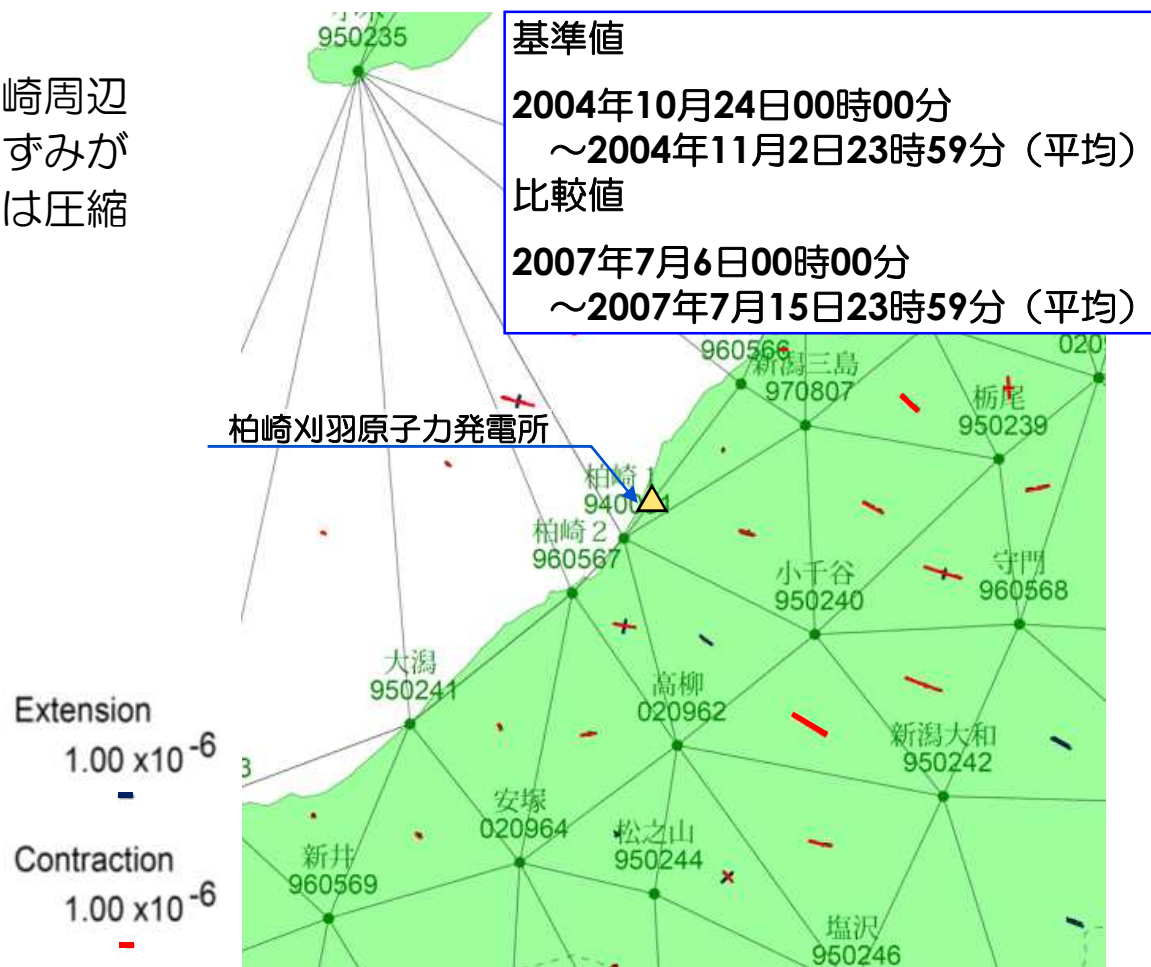 950235
崎周辺
ずみが
は圧縮
基準値
2004年10月24日00時00分
～2004年11月2日23時59分（平均）
比較値
2007年7月6日00時00分
～2007年7月15日23時59分（平均）
960566
新潟三島
970807
栃尾
950239
柏崎刈羽原子力発電所
柏崎１
柏崎２
960567
小千谷
950240
守門
960568
大潟
950241
高柳
020962
新潟大和
950242
Extension
1.00 x10⁻⁶
安塚
020964
松之山
950244
Contraction
1.00 x10⁻⁶
新井
960569
塩沢
950246